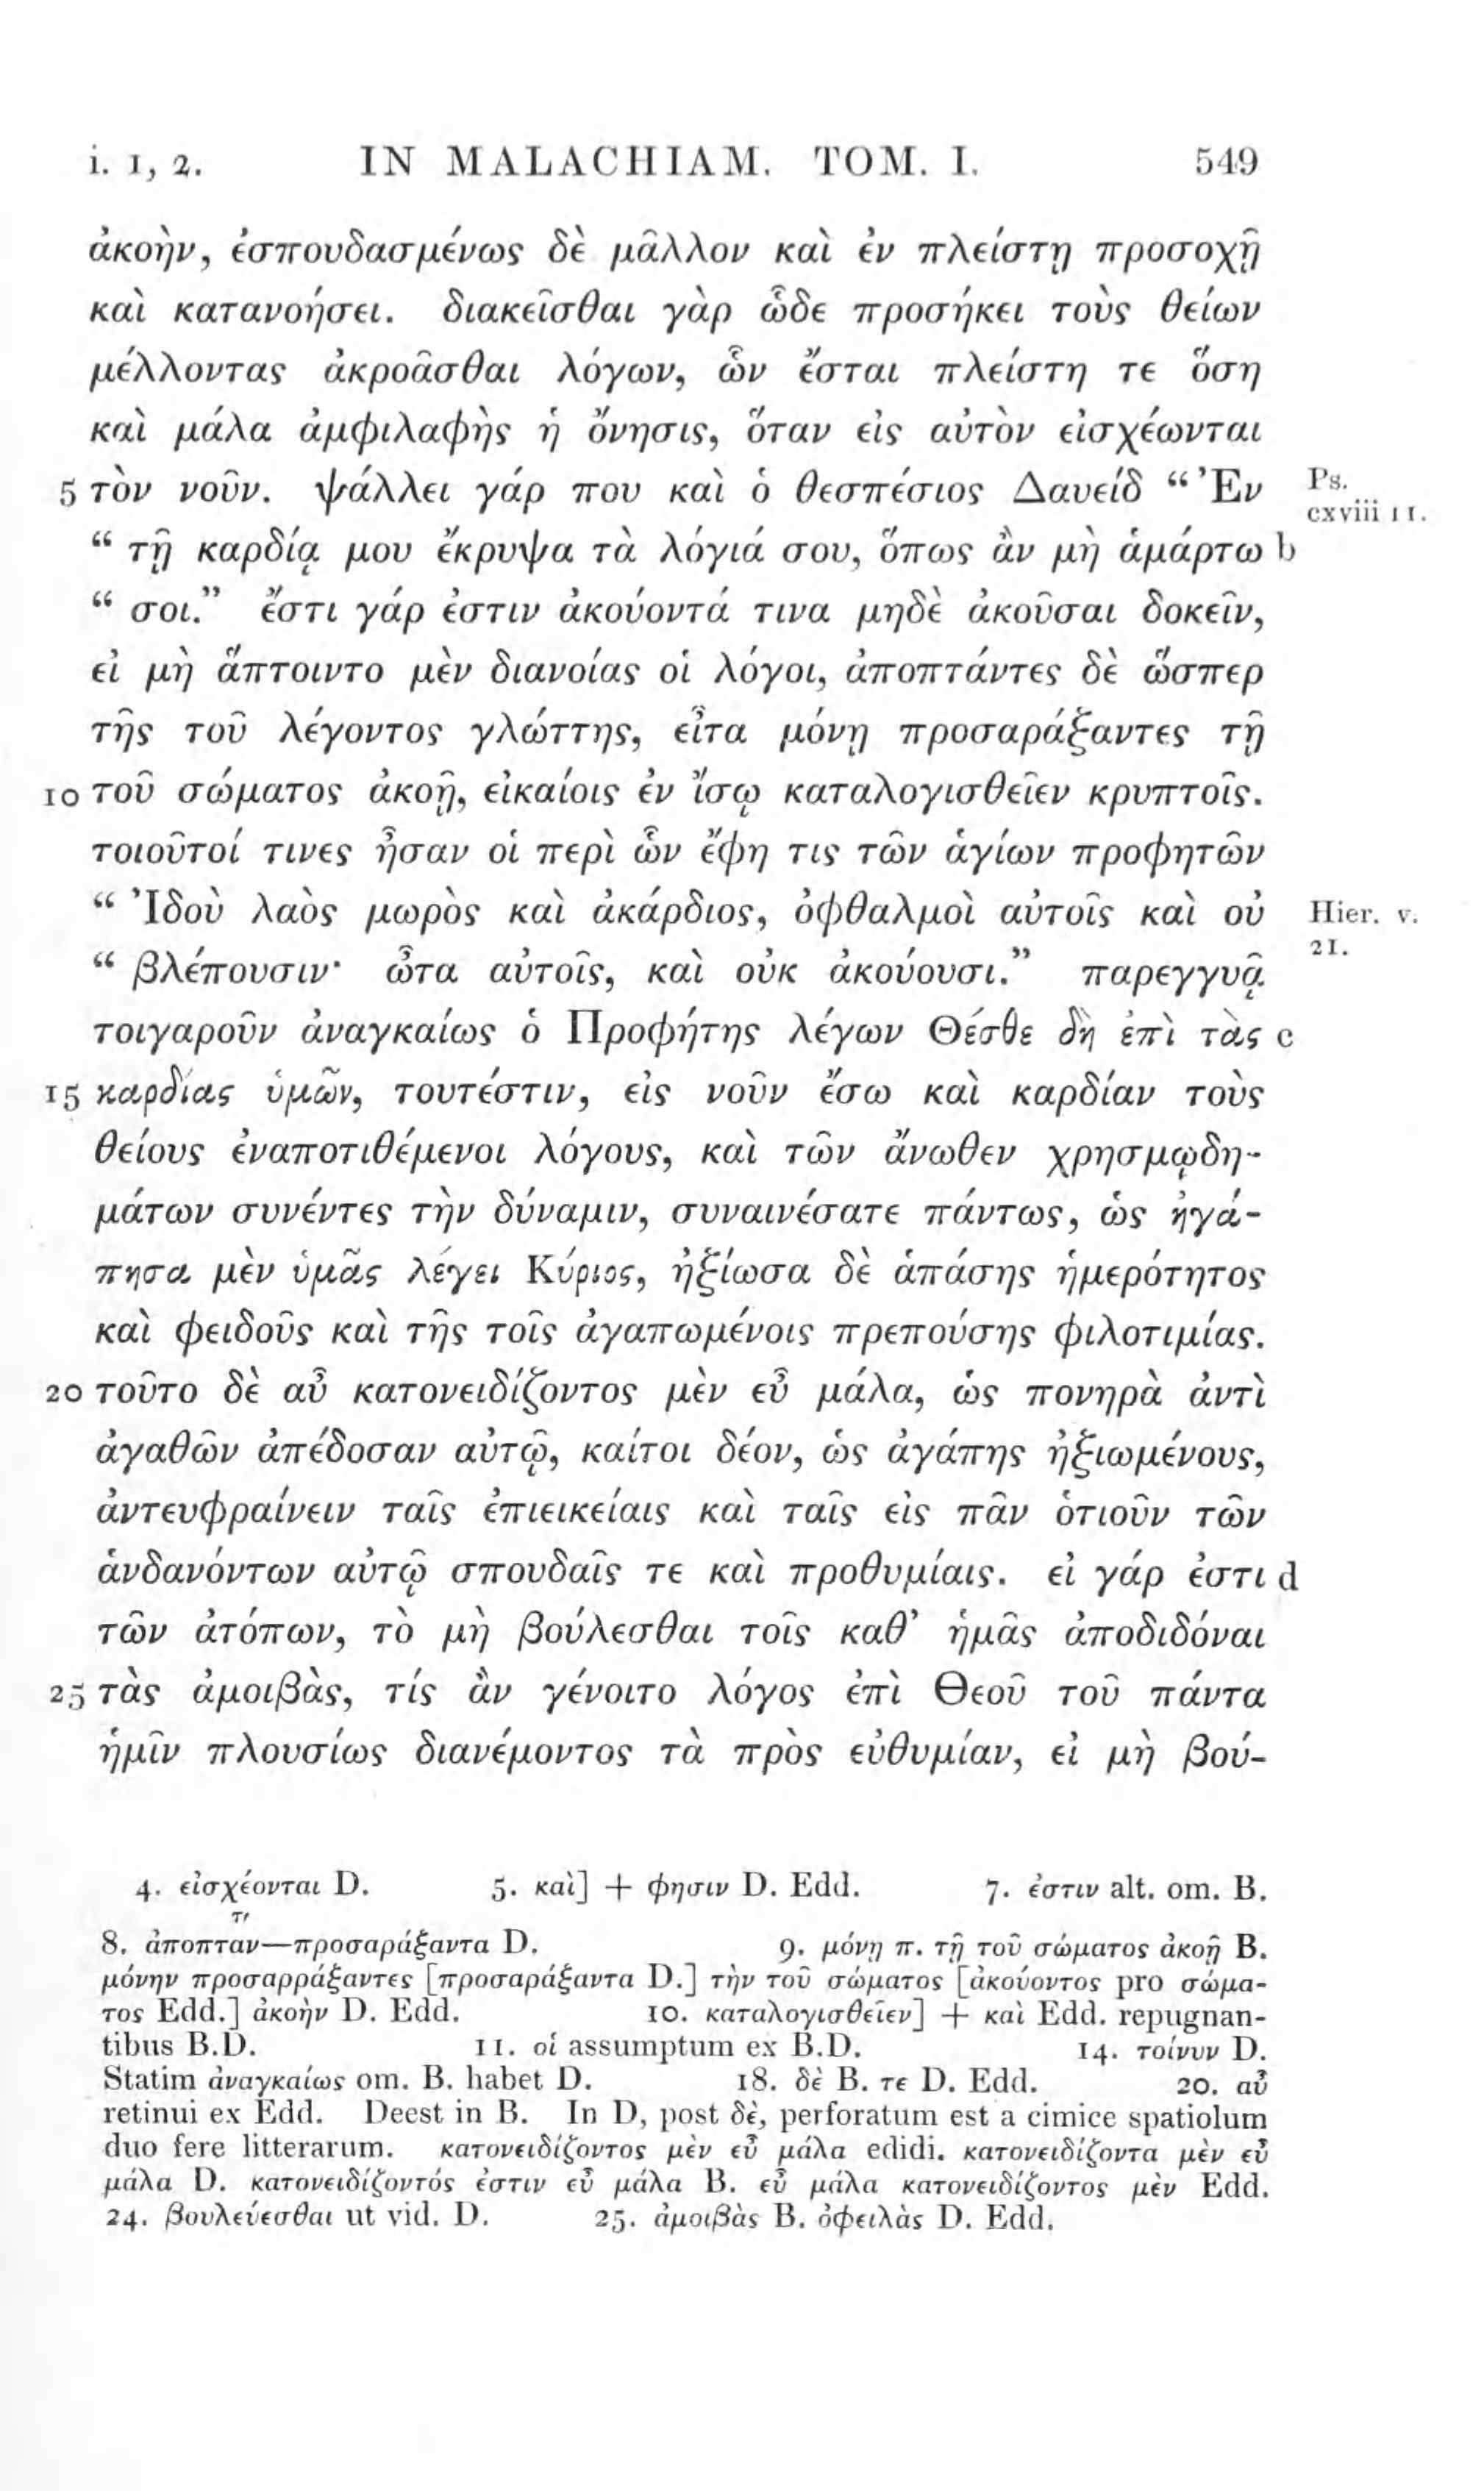 i. 1, 2. IN MALACHIAM. TOM. I. 549
ἀκοὴν, ἐσπουδασμένως δὲ μᾶλλον καὶ ἐν πλείστῃ προσοχῇ
καὶ κατανοήσει. διακεῖσθαι γὰρ ὧδε προσήκει τοὺς θείων
μέλλοντας ἀκροᾶσθαι λόγων, ὧν ἔσται πλείστη τε ὅση
καὶ μάλα ἀμφιλαφὴς ἡ ὄνησις, ὅταν εἰς αὐτὸν εἰσχέωνται
5 τὸν νοῦν. ψάλλει γάρ που καὶ ὁ θεσπέσιος Δαυείδ “Ἐν Ps. cxviii 11.
“ τῇ καρδίᾳ μου ἔκρυψα τὰ λόγιά σου, ὅπως ἂν μὴ ἁμάρτω b
“ σοι.” ἔστι γάρ ἐστιν ἀκούοντά τινα μηδὲ ἀκοῦσαι δοκεῖν,
εἰ μὴ ἅπτοιντο μὲν διανοίας οἱ λόγοι, ἀποπτάντες δὲ ὥσπερ
τῆς τοῦ λέγοντος γλώττης, εἶτα μόνῃ προσαράξαντες τῇ
10 τοῦ σώματος ἀκοῇ, εἰκαίοις ἐν ἴσῳ καταλογισθεῖεν κρυπτοῖς.
τοιοῦτοί τινες ἦσαν οἱ περὶ ὧν ἔφη τις τῶν ἁγίων προφητῶν
“ Ἰδοὺ λαὸς μωρὸς καὶ ἀκάρδιος, ὀφθαλμοὶ αὐτοῖς καὶ οὐ Hier. v. 21.
“ βλέπουσιν· ὦτα αὐτοῖς, καὶ οὐκ ἀκούουσι.” παρεγγυᾷ
τοιγαροῦν ἀναγκαίως ὁ Προφήτης λέγων Θέσθε δὴ ἐπὶ τὰς c
15 καρδίας ὑμῶν, τουτέστιν, εἰς νοῦν ἔσω καὶ καρδίαν τοὺς
θείους ἐναποτιθέμενοι λόγους, καὶ τῶν ἄνωθεν χρησμῳδη-
μάτων συνέντες τὴν δύναμιν, συναινέσατε πάντως, ὡς ἠγά-
πησα μὲν ὑμᾶς λέγει Κύριος, ἠξίωσα δὲ ἁπάσης ἡμερότητος
καὶ φειδοῦς καὶ τῆς τοῖς ἀγαπωμένοις πρεπούσης φιλοτιμίας.
20 τοῦτο δὲ αὖ κατονειδίζοντος μὲν εὖ μάλα, ὡς πονηρὰ ἀντὶ
ἀγαθῶν ἀπέδοσαν αὐτῷ, καίτοι δέον, ὡς ἀγάπης ἠξιωμένους,
ἀντευφραίνειν ταῖς ἐπιεικείαις καὶ ταῖς εἰς πᾶν ὁτιοῦν τῶν
ἁνδανόντων αὐτῷ σπουδαῖς τε καὶ προθυμίαις. εἰ γάρ ἐστι d
τῶν ἀτόπων, τὸ μὴ βούλεσθαι τοῖς καθ’ ἡμᾶς ἀποδιδόναι
25 τὰς ἀμοιβὰς, τίς ἂν γένοιτο λόγος ἐπὶ Θεοῦ τοῦ πάντα
ἡμῖν πλουσίως διανέμοντος τὰ πρὸς εὐθυμίαν, εἰ μὴ βού-
4. εἰσχέονται D. 5. καὶ] + φησιν D. Edd. 7. ἐστιν alt. om. B.
τι
8. ἀποπταν—προσαράξαντα D. 9. μόνῃ π. τῇ τοῦ σώματος ἀκοῇ B.
μόνην προσαρράξαντες [προσαράξαντα D.] τὴν τοῦ σώματος [ἀκούοντος pro σώμα-
τος Edd.] ἀκοὴν D. Edd. 10. καταλογισθεῖεν] + καὶ Edd. repugnan-
tibus B.D. 11. οἱ assumptum ex B.D. 14. τοίνυν D.
Statim ἀναγκαίως om. B. habet D. 18. δὲ B. τε D. Edd. 20. αὖ
retinui ex Edd. Deest in B. In D, post δὲ, perforatum est a cimice spatiolum
duo fere litterarum. κατονειδίζοντος μὲν εὖ μάλα edidi. κατονειδίζοντα μὲν εὖ
μάλα D. κατονειδίζοντός ἐστιν εὖ μάλα B. εὖ μάλα κατονειδίζοντος μὲν Edd.
24. βουλεύεσθαι ut vid. D. 25. ἀμοιβὰς B. ὀφειλὰς D. Edd.